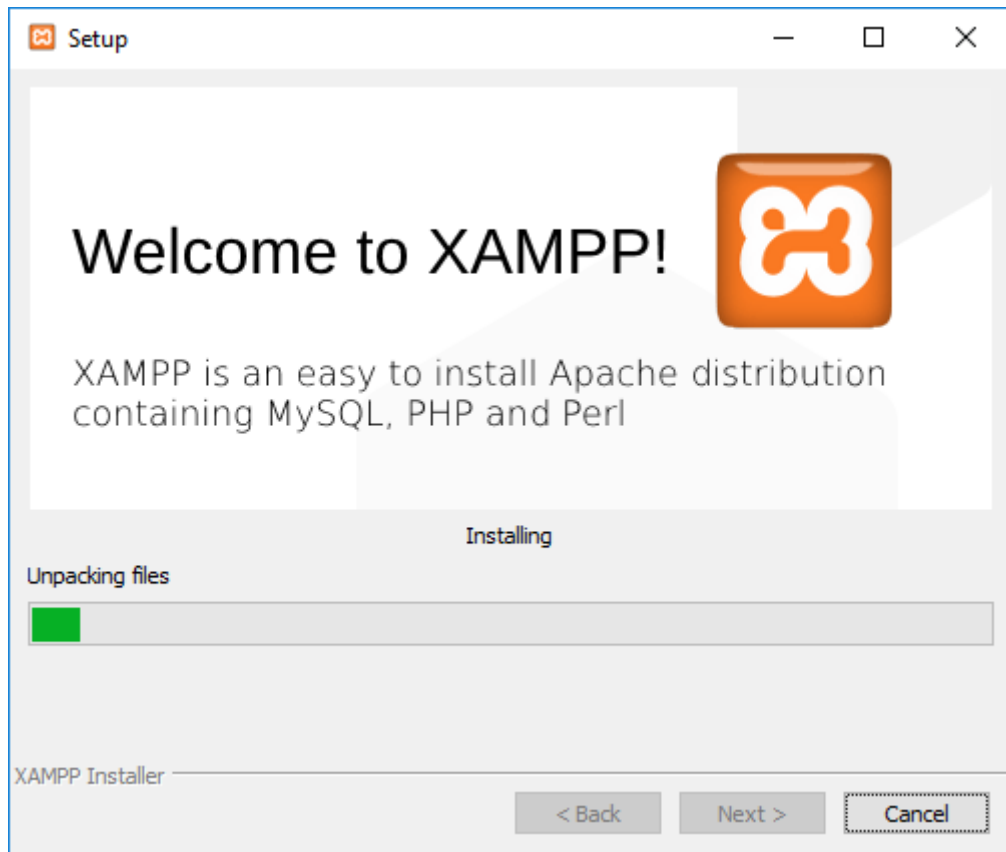 Setup
Welcome to XAMPP!
XAMPP is an easy to install Apache distribution
containing MySQL, PHP and Perl
Installing
Unpacking files
XAMPP Installer
< Back
Next >
Cancel